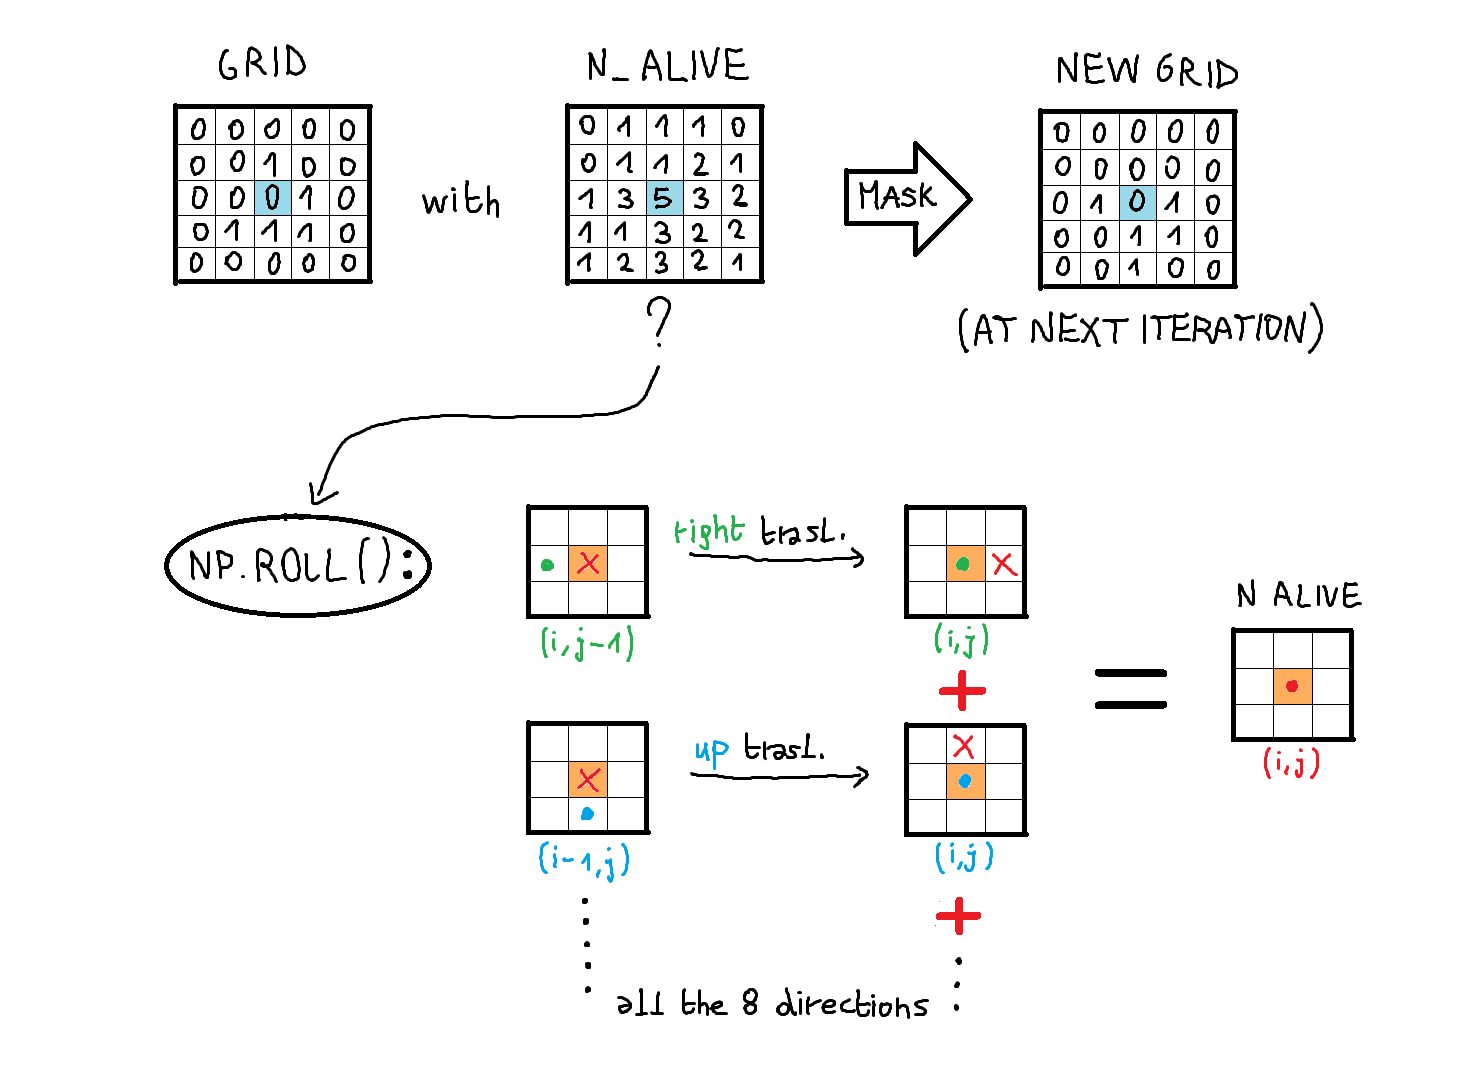 GRID
N_ALIVE
NEW GRID
0 0 0 0 0
0 0 1 0 0
0 0 0 1 0
0 1 1 1 0
0 0 0 0 0
with
0 1 1 1 0
0 1 1 2 1
1 3 5 3 2
1 1 3 2 2
1 2 3 2 1
MASK
0 0 0 0 0
0 0 0 0 0
0 1 0 1 0
0 0 1 1 0
0 0 1 0 0
(AT NEXT ITERATION)
?
NP.ROLL():
X
right trasl.
X
(i,j-1)
(i,j)
+
=
N ALIVE
(i,j)
X
up trasl.
X
(i-1,j)
(i,j)
+
all the 8 directions